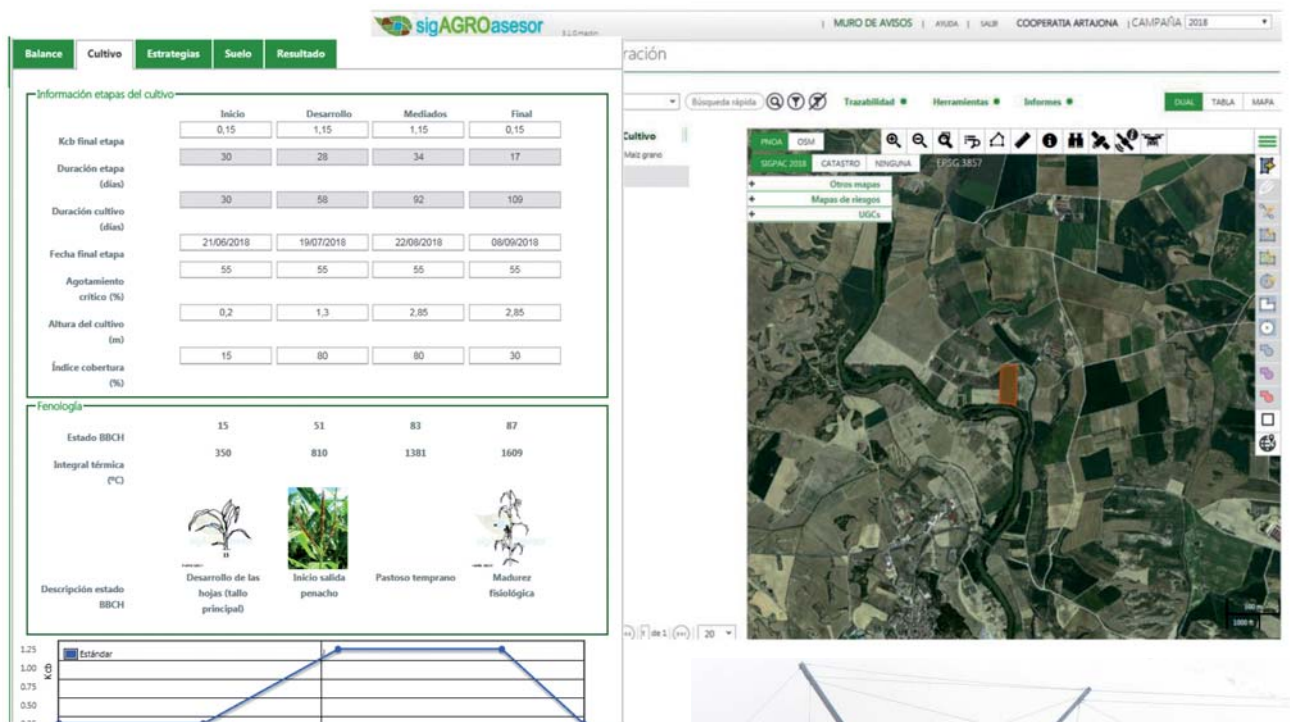 sigAGROasesor
MURO DE AVISOS | AYUDA | SALIR COOPERATIA ARTAJONA | CAMPAÑA 2018
Balance Cultivo Estrategias Suelo Resultado
Información etapas del cultivo
Inicio Desarrollo Mediados Final
Kcb final etapa 0,15 1,15 1,15 0,15
Duración etapa (días) 30 28 34 17
Duración cultivo (días) 30 58 92 109
Fecha final etapa 21/06/2018 19/07/2018 22/08/2018 08/09/2018
Agotamiento crítico (%) 55 55 55 55
Altura del cultivo (m) 0,2 1,3 2,85 2,85
Índice cobertura (%) 15 80 80 30
Fenología
Estado BBCH 15 51 83 87
Integral térmica (ºC) 350 810 1381 1609
Descripción estado BBCH
Desarrollo de las hojas (tallo principal)
Inicio salida penacho
Pastoso temprano
Madurez fisiológica
Estándar
Kcb
1.25
1.00
0.75
0.50
ración
Búsqueda rápida
Trazabilidad Herramientas Informes
DUAL TABLA MAPA
Cultivo
Maiz grano
PNOA OSM
SIGPAC 2018 CATASTRO NINGUNA EPSG:3857
+ Otros mapas
+ Mapas de riesgos
+ UGCs
1 de 1 20
300 m
1000 ft